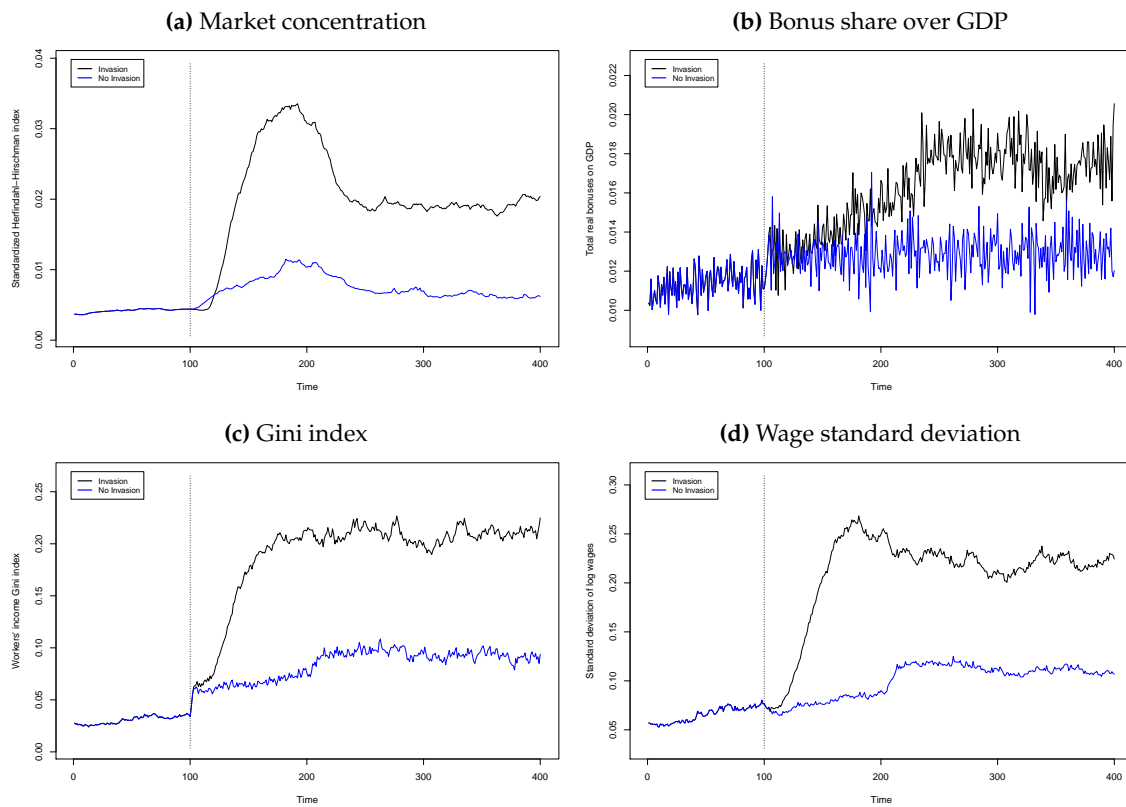 (a) Market concentration
Standardized Herfindahl−Hirschman index
0.04
0.03
0.02
0.01
0.00
Invasion
No Invasion
0 100 200 300 400
Time
(b) Bonus share over GDP
Total real bonuses on GDP
0.022
0.020
0.018
0.016
0.014
0.012
0.010
Invasion
No Invasion
0 100 200 300 400
Time
(c) Gini index
Workers' income Gini index
0.25
0.20
0.15
0.10
0.05
0.00
Invasion
No Invasion
0 100 200 300 400
Time
(d) Wage standard deviation
Standard deviation of log wages
0.30
0.25
0.20
0.15
0.10
0.05
Invasion
No Invasion
0 100 200 300 400
Time